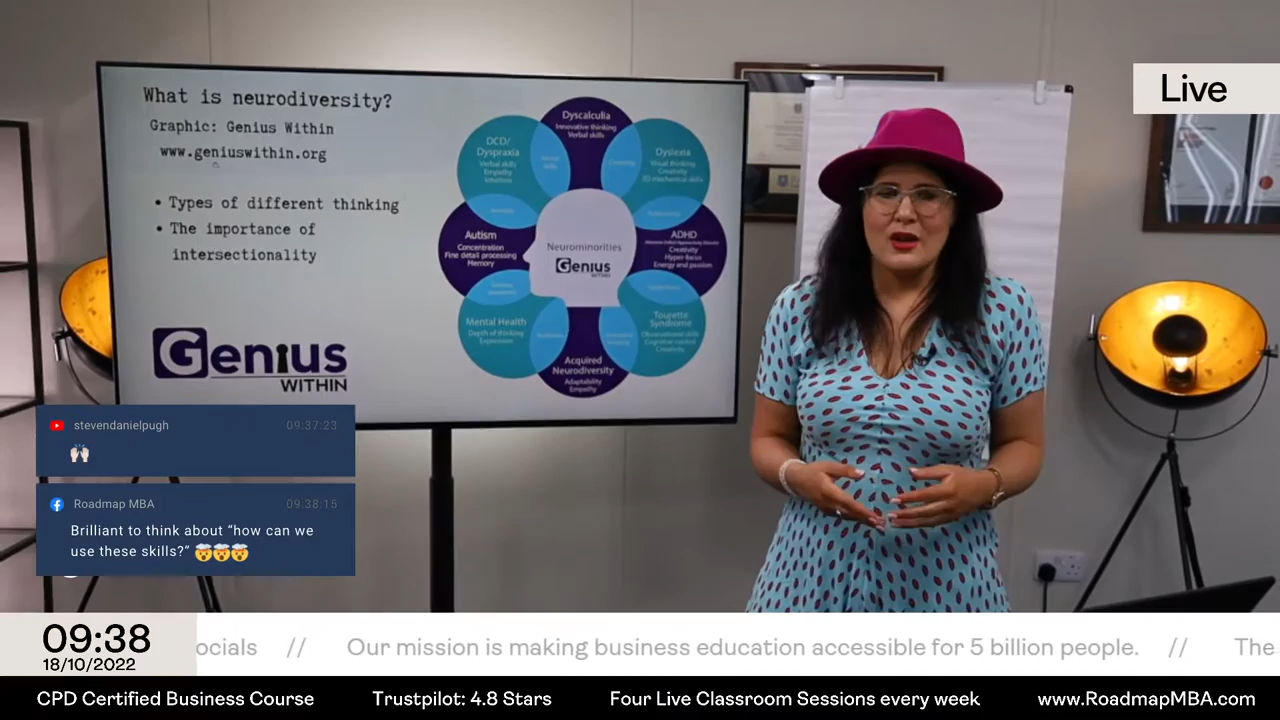 What is neurodiversity?
Graphic: Genius Within
www.geniuswithin.org
• Types of different thinking
• The importance of
intersectionality
Genius
WITHIN
Dyscalculia
Innovative thinking
Verbal skills
DCD/
Dyspraxia
Verbal skills
Empathy
Intuition
Dyslexia
Visual thinking
Creativity
3D mechanical skills
Autism
Concentration
Fine detail processing
Memory
Neurominorities
Genius
WITHIN
ADHD
Creativity
Hyper-focus
Energy and passion
Mental Health
Depth of thinking
Expression
Tourette
Syndrome
Observational skills
Cognitive control
Creativity
Acquired
Neurodiversity
Adaptability
Empathy
Live
stevendanielpugh 09:37:23
🙌🏻
Roadmap MBA 09:38:15
Brilliant to think about “how can we
use these skills?” 🤯🤯🤯
09:38
18/10/2022
ocials // Our mission is making business education accessible for 5 billion people. // The
CPD Certified Business Course Trustpilot: 4.8 Stars Four Live Classroom Sessions every week www.RoadmapMBA.com